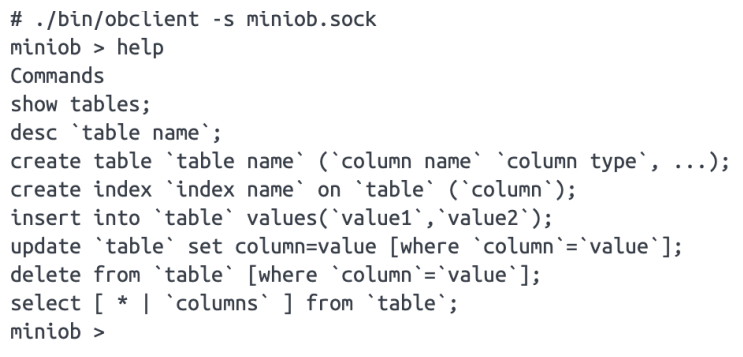 # ./bin/obclient -s miniob.sock
miniob > help
Commands
show tables;
desc `table name`;
create table `table name` (`column name` `column type`, ...);
create index `index name` on `table` (`column`);
insert into `table` values(`value1`,`value2`);
update `table` set column=value [where `column`=`value`];
delete from `table` [where `column`=`value`];
select [ * | `columns` ] from `table`;
miniob >